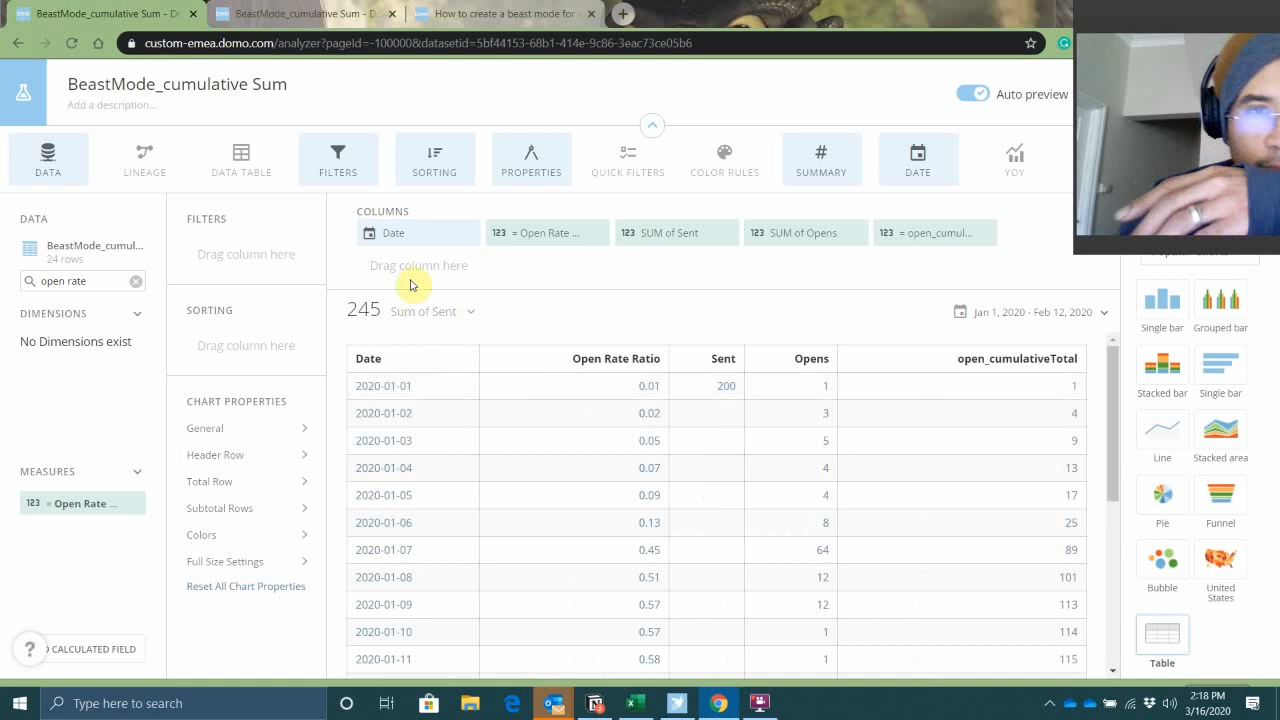 BeastMode_cumulative Sum - DOM
BeastMode_cumulative Sum - DOM
How to create a beast mode for
custom-emea.domo.com/analyzer?pageId=-100000&datasetid=5bf44153-68b1-414e-9c86-3eac73ce05b6
BeastMode_cumulative Sum
Add a description...
Auto preview
DATA
LINEAGE
DATA TABLE
FILTERS
SORTING
PROPERTIES
QUICK FILTERS
COLOR RULES
SUMMARY
DATE
YOY
DATA
BeastMode_cumul...
24 rows
open rate
DIMENSIONS
No Dimensions exist
MEASURES
123 = Open Rate ...
CALCULATED FIELD
FILTERS
Drag column here
SORTING
Drag column here
CHART PROPERTIES
General
Header Row
Total Row
Subtotal Rows
Colors
Full Size Settings
Reset All Chart Properties
COLUMNS
Date
123 = Open Rate ...
123 SUM of Sent
123 SUM of Opens
123 = open_cumul...
Drag column here
245 Sum of Sent
Jan 1, 2020 - Feb 12, 2020
Date Open Rate Ratio Sent Opens open_cumulativeTotal
2020-01-01 0.01 200 1 1
2020-01-02 0.02 3 4
2020-01-03 0.05 5 9
2020-01-04 0.07 4 13
2020-01-05 0.09 4 17
2020-01-06 0.13 8 25
2020-01-07 0.45 64 89
2020-01-08 0.51 12 101
2020-01-09 0.57 12 113
2020-01-10 0.57 1 114
2020-01-11 0.58 1 115
Single bar
Grouped bar
Stacked bar
Single bar
Line
Stacked area
Pie
Funnel
Bubble
United States
Table
?
Type here to search
2:18 PM
3/16/2020